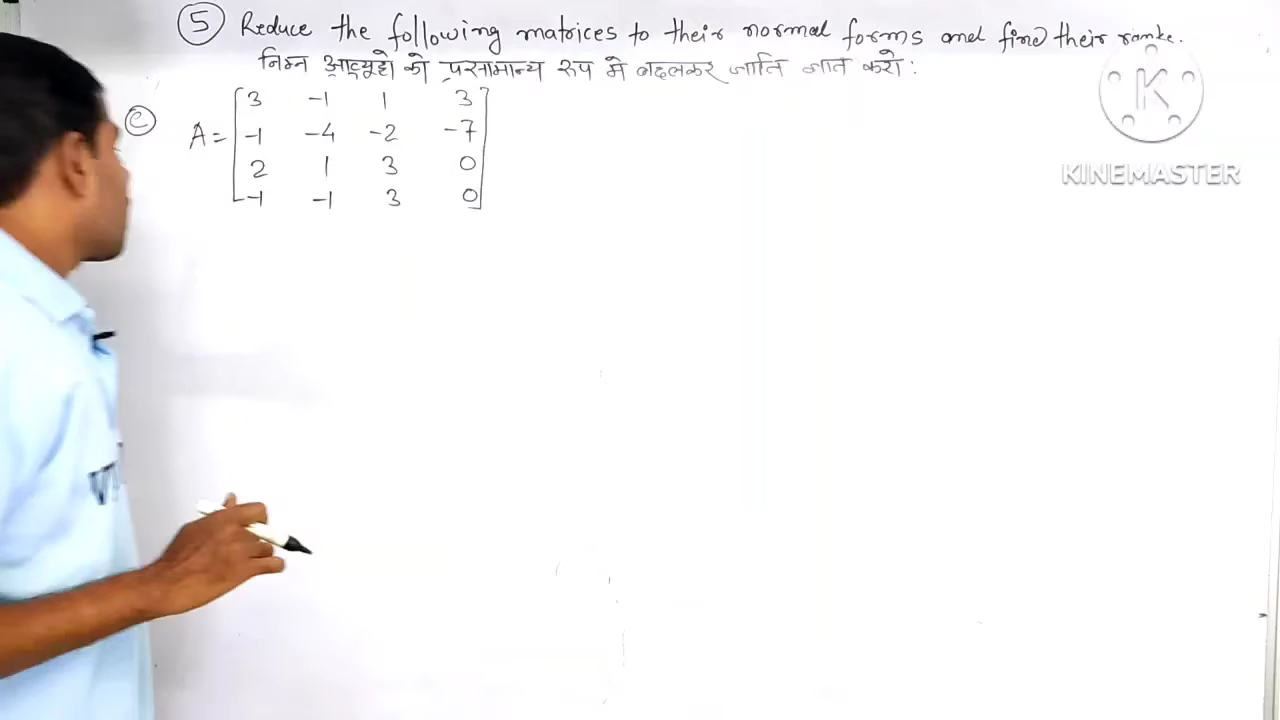 ⑤ Reduce the following matrices to their normal forms and find their ranke.
निम्न आव्यूहो को प्रसामान्य रूप मे बदलकर जाति ज्ञात करो :
ⓔ A = [3 -1 1 3
-1 -4 -2 -7
2 1 3 0
-1 -1 3 0]
K
KINEMASTER